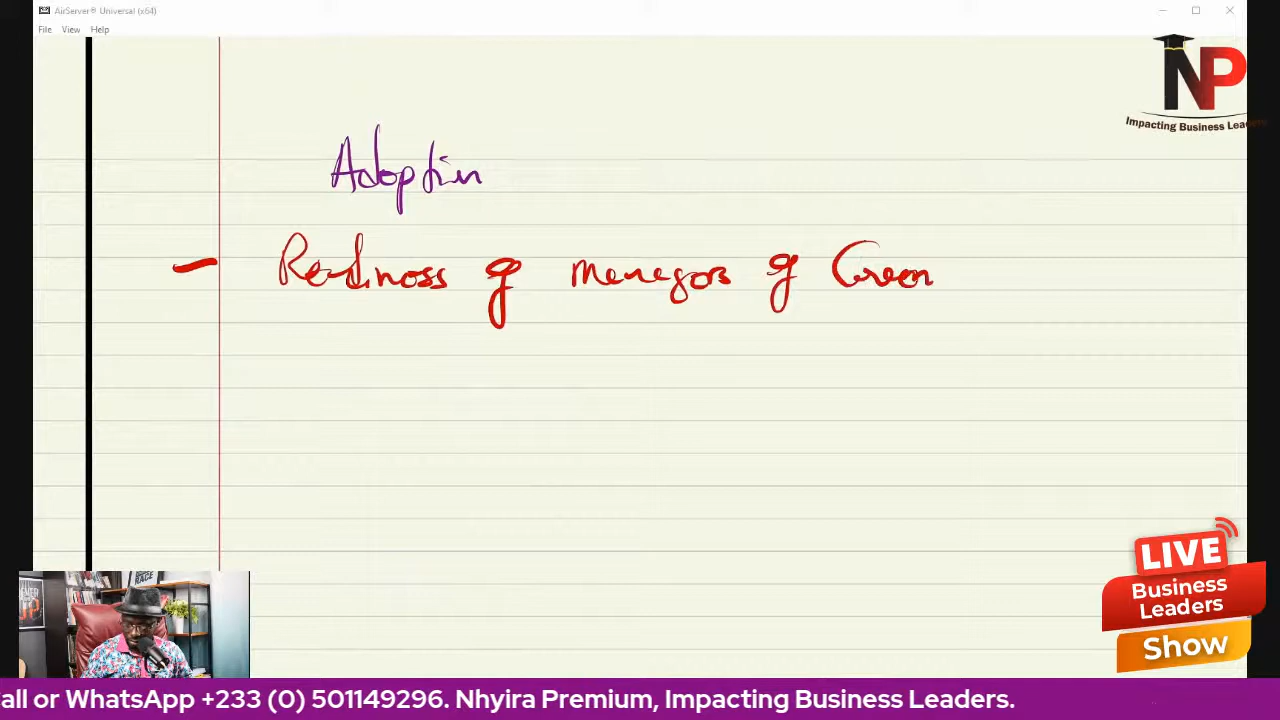 AirServer® Universal (x64)
File View Help
NP
Impacting Business Leaders
Adoption
- Readiness of Managers of Green
LIVE
Business
Leaders
Show
all or WhatsApp +233 (0) 501149296. Nhyira Premium, Impacting Business Leaders.